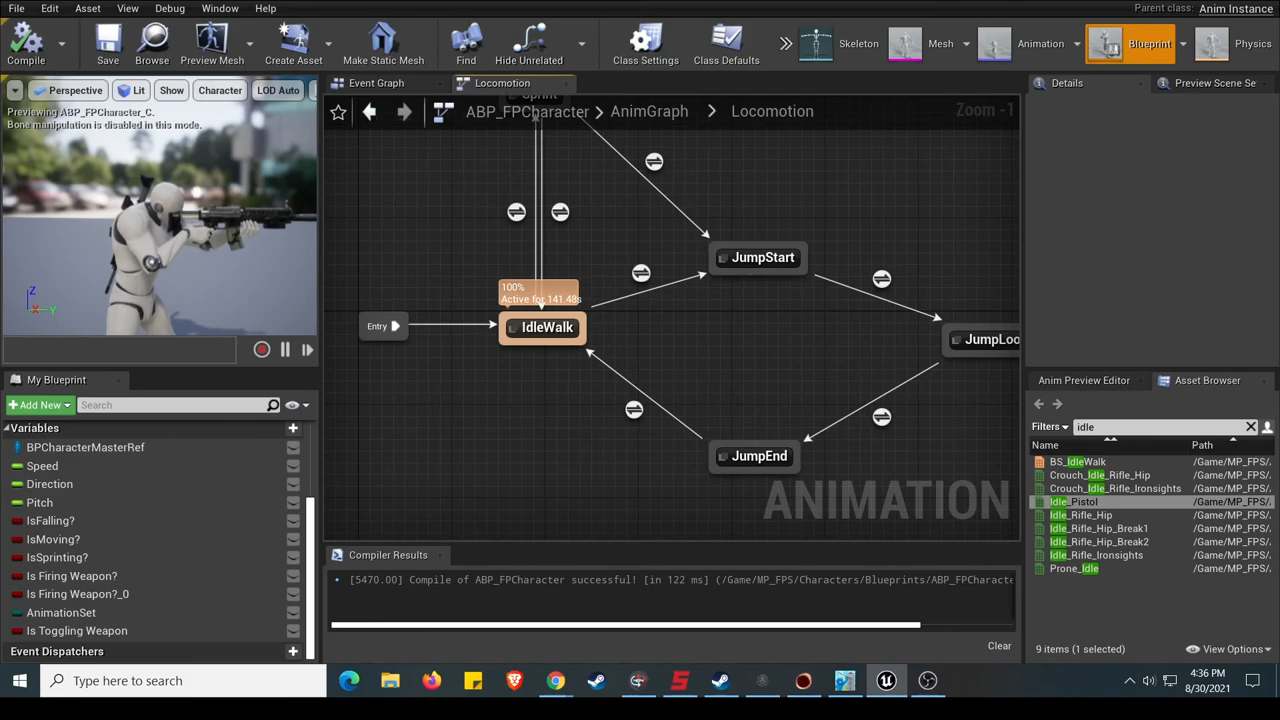 File Edit Asset View Debug Window Help
Parent class: Anim Instance
Compile Save Browse Preview Mesh Create Asset Make Static Mesh Find Hide Unrelated Class Settings Class Defaults Skeleton Mesh Animation Blueprint Physics
Perspective Lit Show Character LOD Auto
Previewing ABP_FPCharacter_C.
Bone manipulation is disabled in this mode.
Z
X Y
Event Graph Locomotion
ABP_FPCharacter > AnimGraph > Locomotion
Zoom -1
Sprint
JumpStart
100%
Active for 141.48s
Entry
IdleWalk
JumpLoo
JumpEnd
ANIMATION
My Blueprint
+Add New Search
Variables
BPCharacterMasterRef
Speed
Direction
Pitch
IsFalling?
IsMoving?
IsSprinting?
Is Firing Weapon?
Is Firing Weapon?_0
AnimationSet
Is Toggling Weapon
Event Dispatchers
Compiler Results
[5470.00] Compile of ABP_FPCharacter successful! [in 122 ms] (/Game/MP_FPS/Characters/Blueprints/ABP_FPCharacte
Clear
Details Preview Scene Se
Anim Preview Editor Asset Browser
Filters idle
Name Path
BS_IdleWalk /Game/MP_FPS/
Crouch_Idle_Rifle_Hip /Game/MP_FPS/
Crouch_Idle_Rifle_Ironsights /Game/MP_FPS/
Idle_Pistol /Game/MP_FPS/
Idle_Rifle_Hip /Game/MP_FPS/
Idle_Rifle_Hip_Break1 /Game/MP_FPS/
Idle_Rifle_Hip_Break2 /Game/MP_FPS/
Idle_Rifle_Ironsights /Game/MP_FPS/
Prone_Idle /Game/MP_FPS/
9 items (1 selected) View Options
Type here to search
4:36 PM
8/30/2021